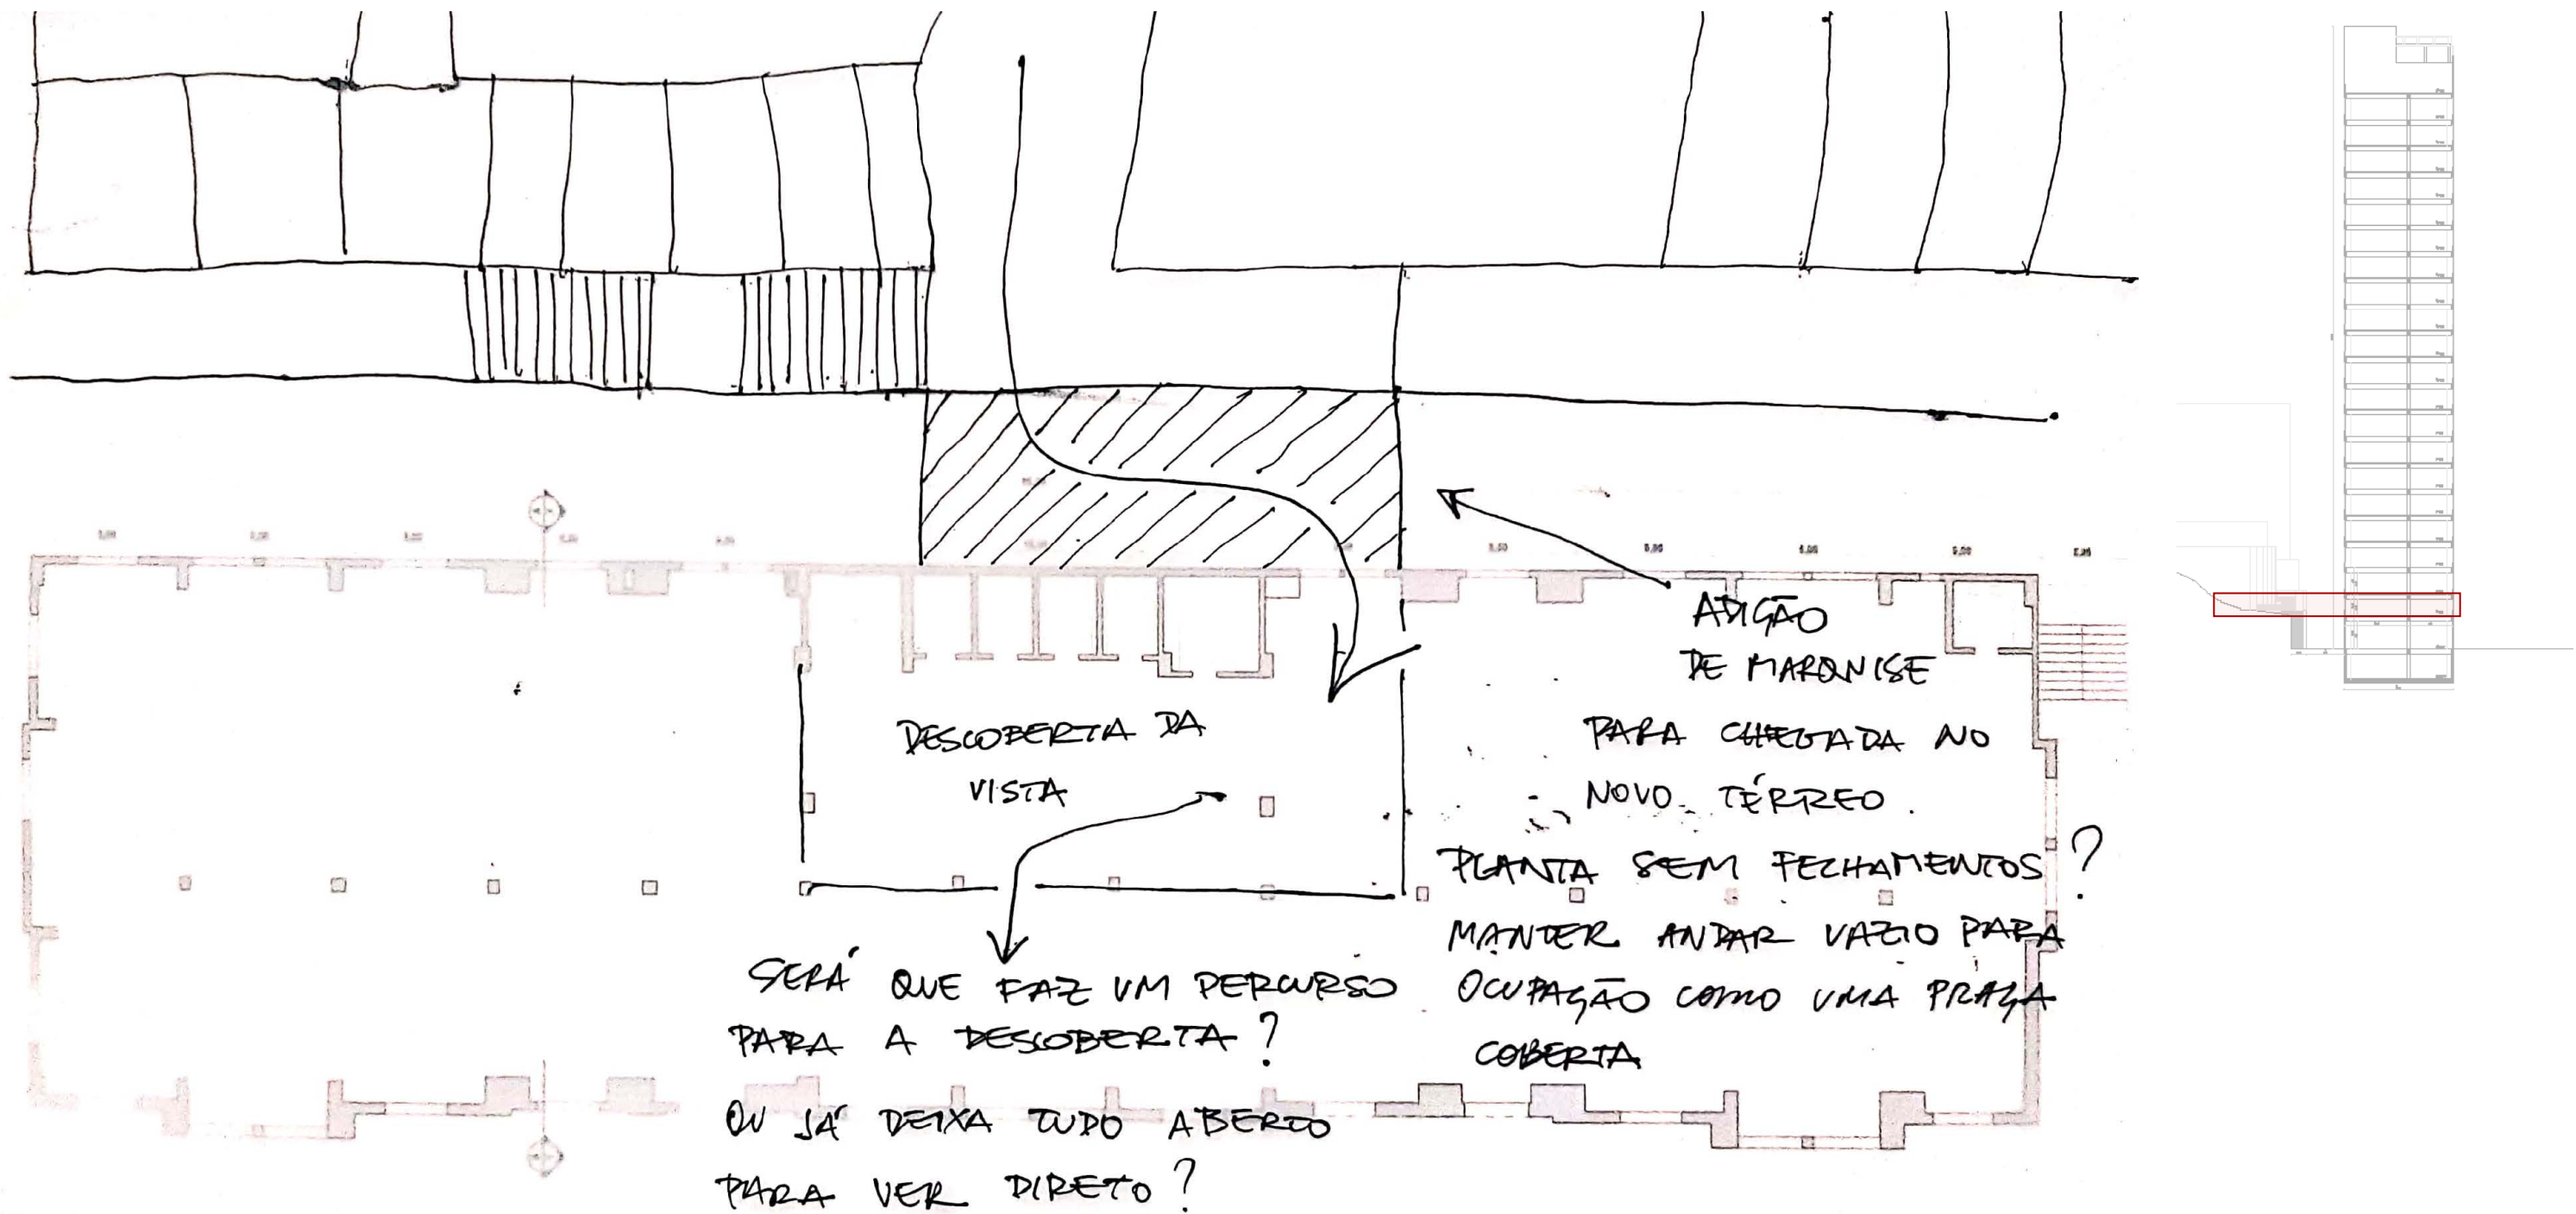 DESCOBERTA DA
VISTA
SERÁ QUE FAZ UM PERCURSO
PARA A DESCOBERTA?
OU JÁ DEIXA TUDO ABERTO
PARA VER DIRETO?
ADIÇÃO
DE MARQUISE
PARA CHEGADA NO
NOVO TÉRREO.
PLANTA SEM FECHAMENTOS?
MANTER ANDAR VAZIO PARA
OCUPAÇÃO COMO UMA PRAÇA
COBERTA